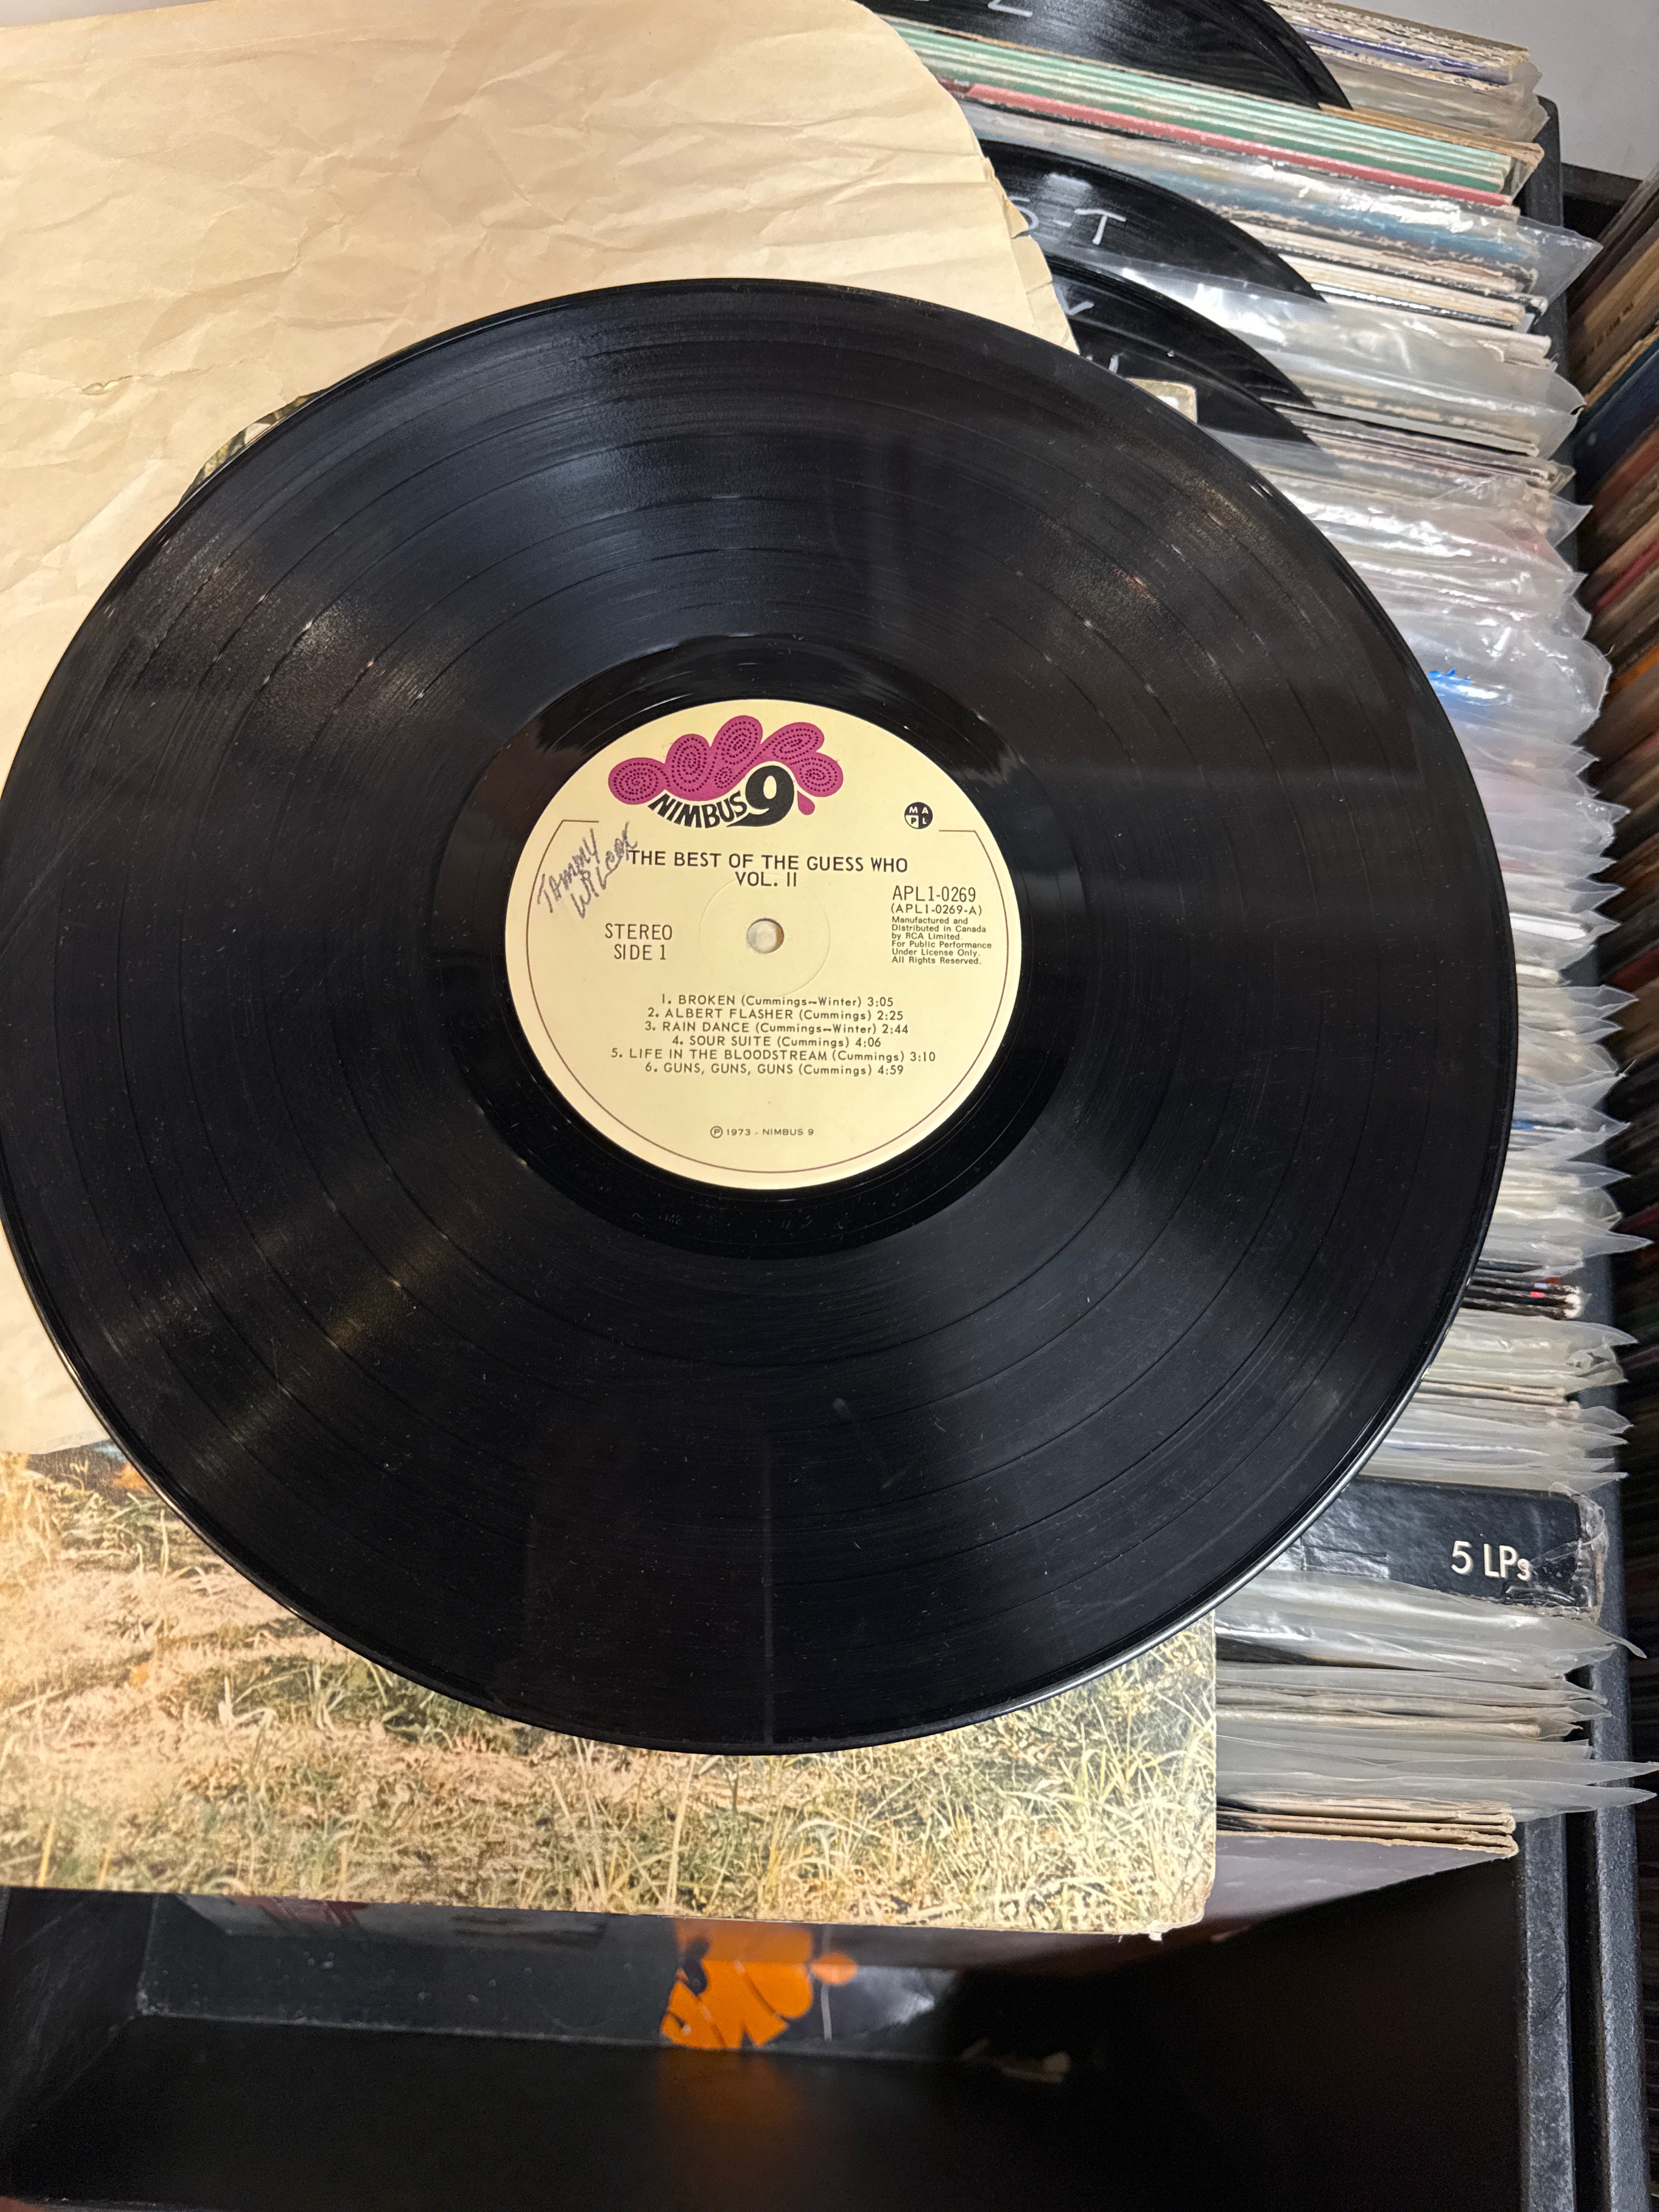 S-T
NIMBUS 9
MAPL
TAMMY
WILCOX
THE BEST OF THE GUESS WHO
VOL. II
APL1-0269
(APL1-0269-A)
Manufactured and
Distributed in Canada
by RCA Limited.
For Public Performance
Under License Only.
All Rights Reserved.
STEREO
SIDE 1
1. BROKEN (Cummings-Winter) 3:05
2. ALBERT FLASHER (Cummings) 2:25
3. RAIN DANCE (Cummings-Winter) 2:44
4. SOUR SUITE (Cummings) 4:06
5. LIFE IN THE BLOODSTREAM (Cummings) 3:10
6. GUNS, GUNS, GUNS (Cummings) 4:59
℗ 1973 - NIMBUS 9
5 LPs